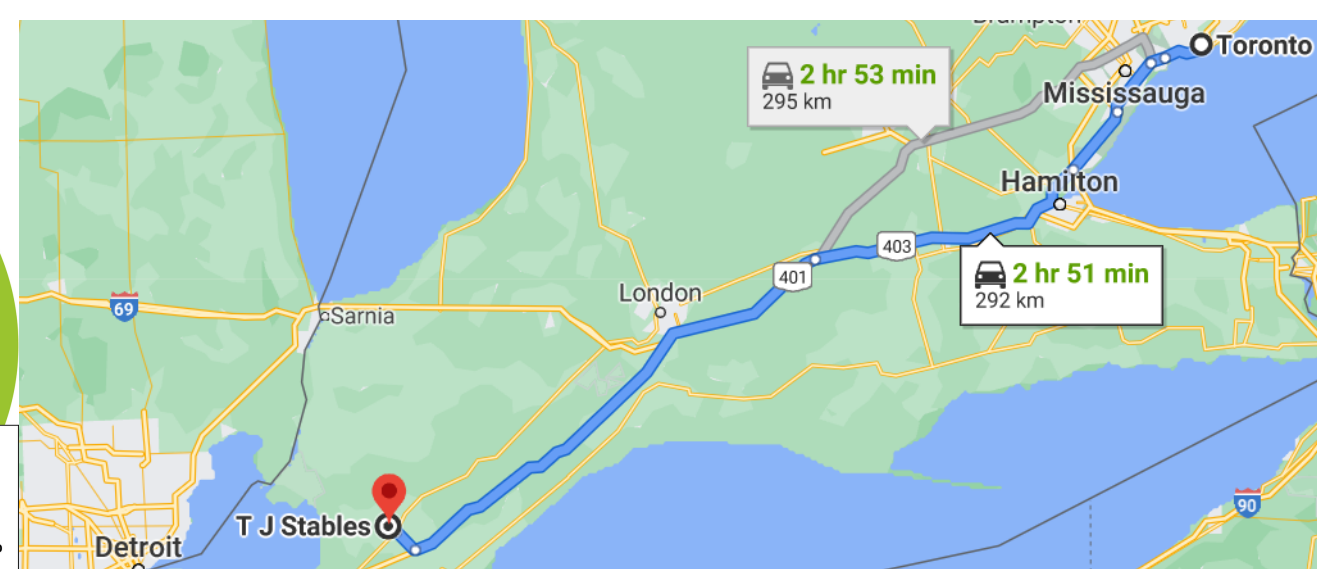 Toronto
2 hr 53 min
295 km
Mississauga
Hamilton
403
401
2 hr 51 min
292 km
London
69
Sarnia
T J Stables
90
Detroit